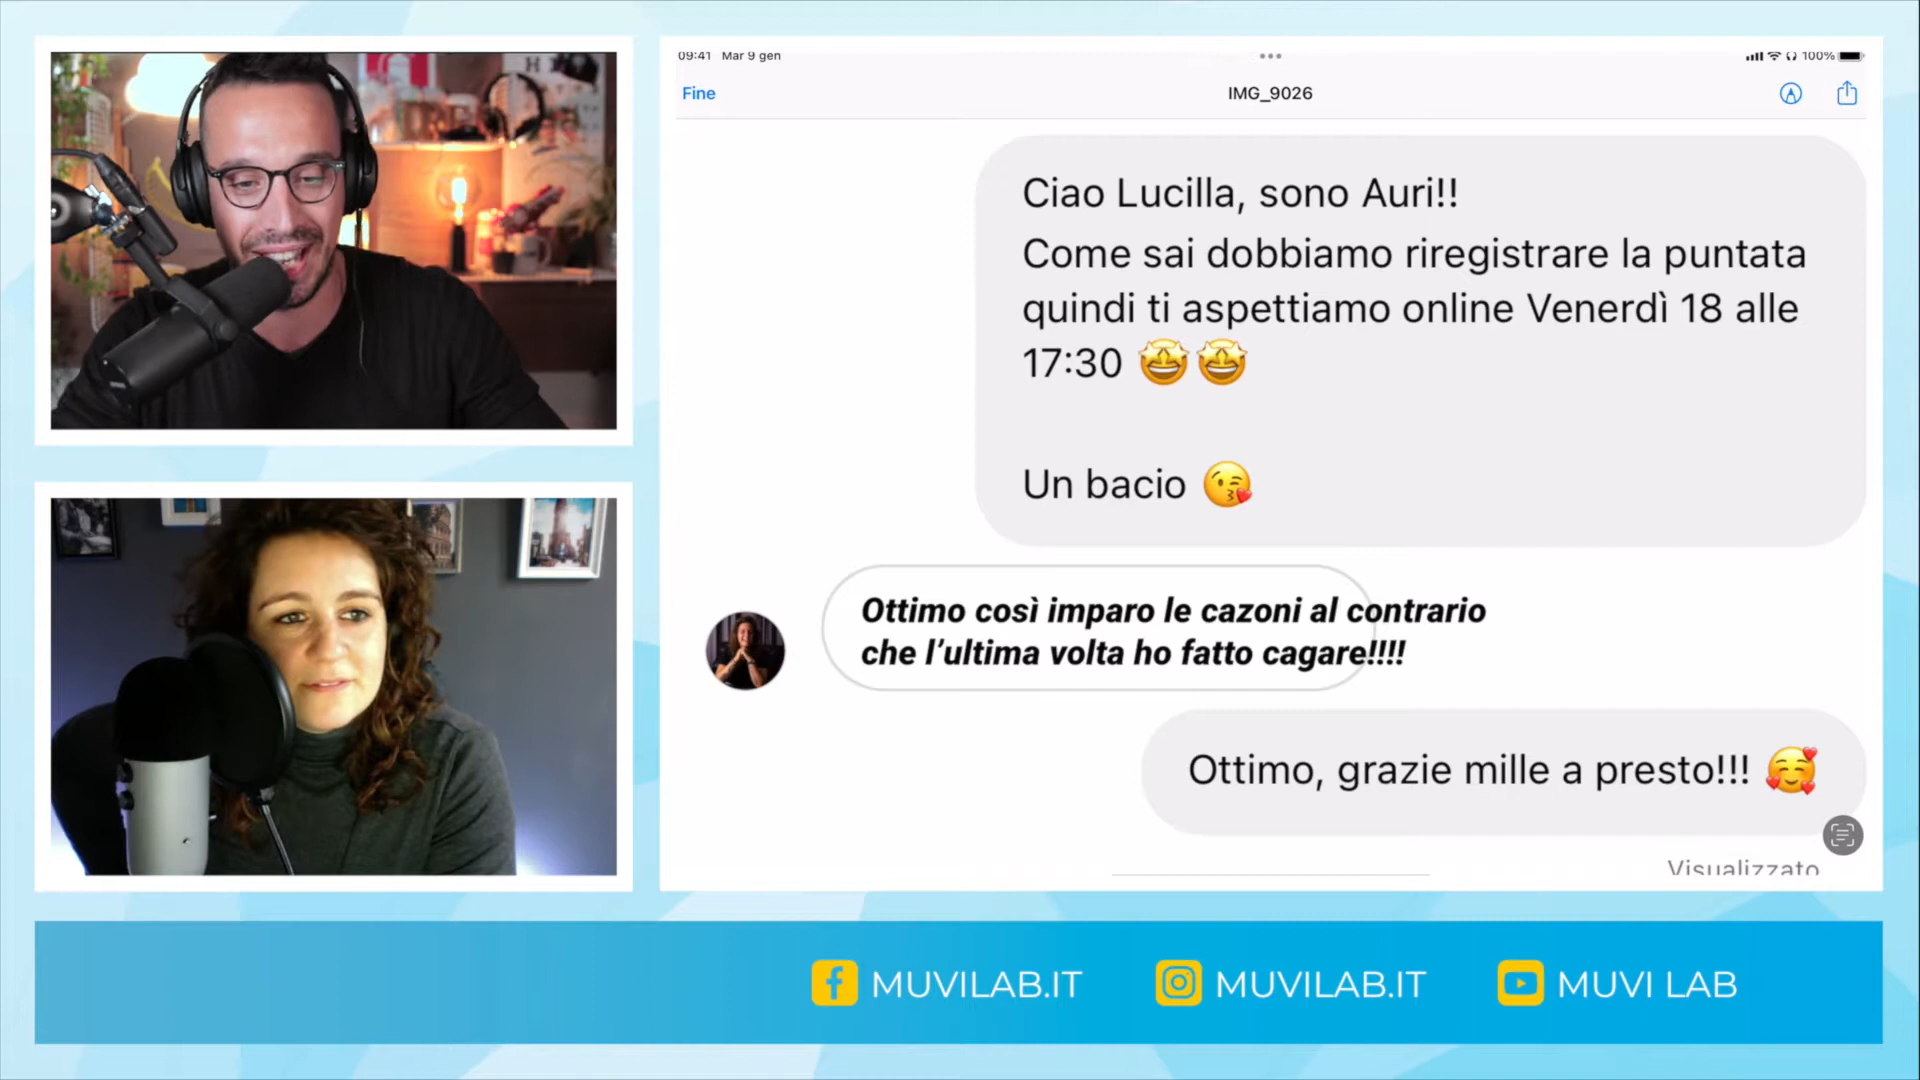 09:41 Mar 9 gen
100%
Fine
IMG_9026
Ciao Lucilla, sono Auri!!
Come sai dobbiamo riregistrare la puntata
quindi ti aspettiamo online Venerdì 18 alle
17:30 🤩🤩
Un bacio 😘
Ottimo così imparo le cazoni al contrario
che l’ultima volta ho fatto cagare!!!!
Ottimo, grazie mille a presto!!! 🥰
Visualizzato
MUVILAB.IT
MUVILAB.IT
MUVI LAB